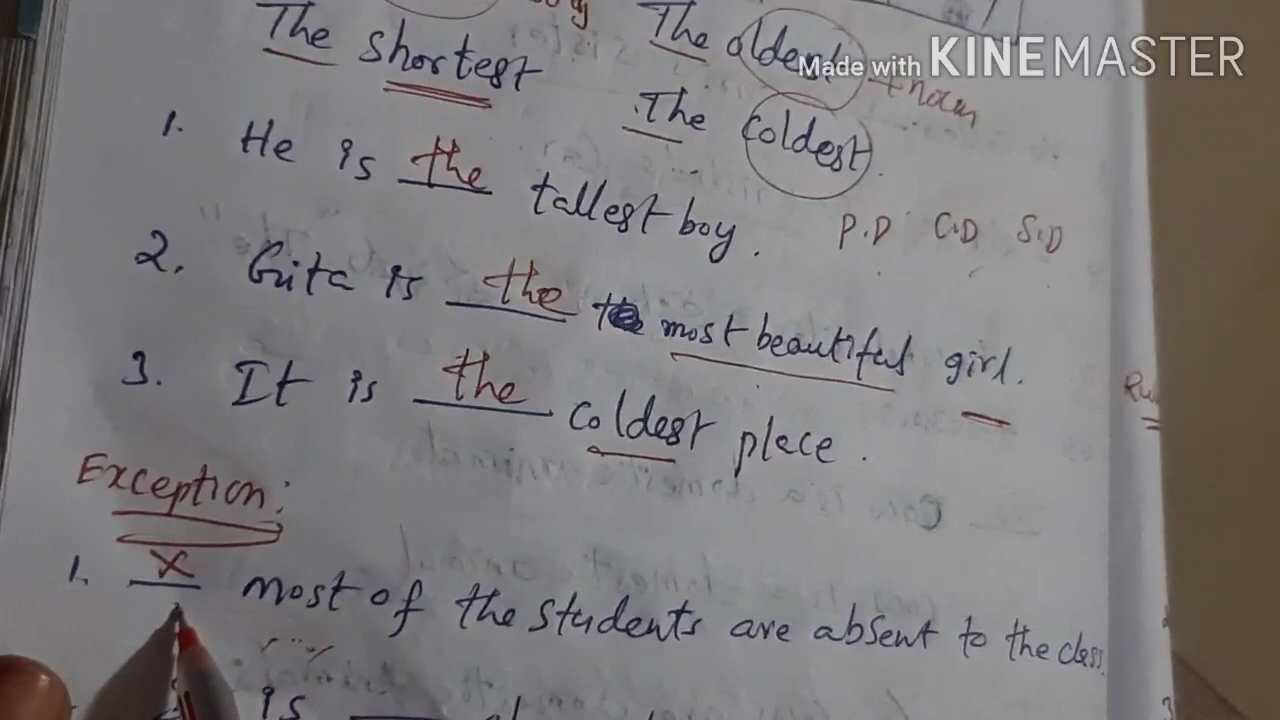 The shortest The oldest + noun
Made with KINEMASTER
The coldest.
1. He is the tallest boy.
P.D C.D S.D
2. Gita is the most beautiful girl.
3. It is the coldest place.
Exception:
1. x most of the students are absent to the class
is